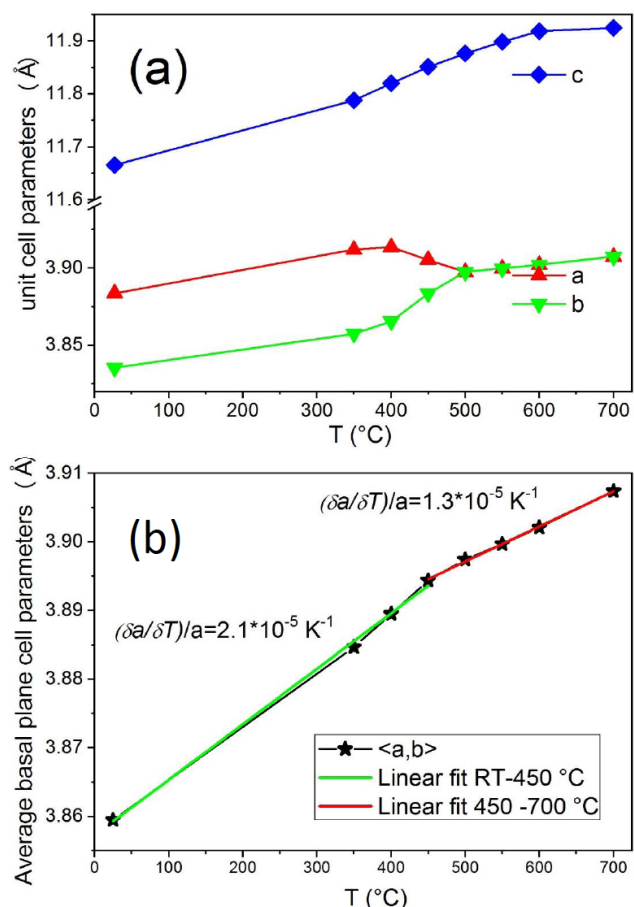 (a)
unit cell parameters ( Å)
11.9
11.8
11.7
11.6
3.90
3.85
c
a
b
0 100 200 300 400 500 600 700
T (°C)
(b)
Average basal plane cell parameters ( Å)
3.91
3.90
3.89
3.88
3.87
3.86
(δa/δT)/a=1.3*10⁻⁵ K⁻¹
(δa/δT)/a=2.1*10⁻⁵ K⁻¹
<a,b>
Linear fit RT-450 °C
Linear fit 450 -700 °C
0 100 200 300 400 500 600 700
T (°C)